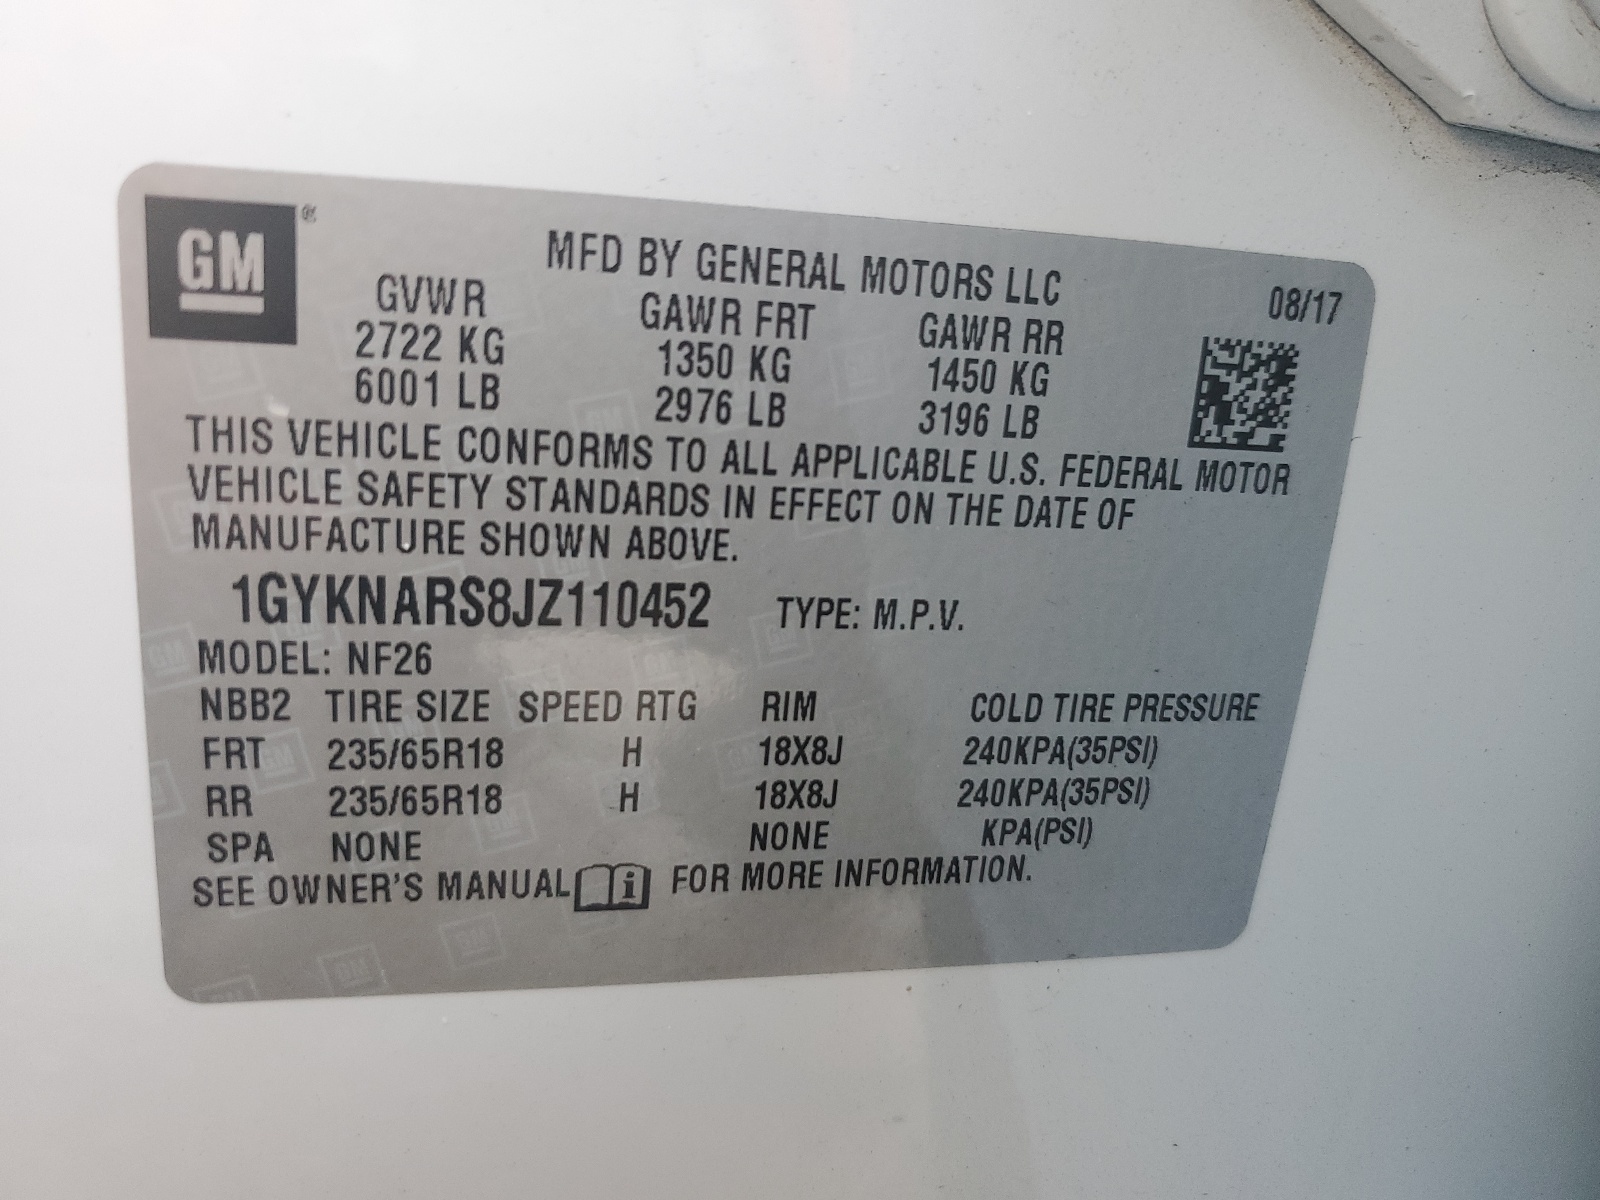 GM
MFD BY GENERAL MOTORS LLC 08/17
GVWR GAWR FRT GAWR RR
2722 KG 1350 KG 1450 KG
6001 LB 2976 LB 3196 LB
THIS VEHICLE CONFORMS TO ALL APPLICABLE U.S. FEDERAL MOTOR
VEHICLE SAFETY STANDARDS IN EFFECT ON THE DATE OF
MANUFACTURE SHOWN ABOVE.
1GYKNARS8JZ110452 TYPE: M.P.V.
MODEL: NF26
NBB2 TIRE SIZE SPEED RTG RIM COLD TIRE PRESSURE
FRT 235/65R18 H 18X8J 240KPA(35PSI)
RR 235/65R18 H 18X8J 240KPA(35PSI)
SPA NONE NONE KPA(PSI)
SEE OWNER'S MANUAL i FOR MORE INFORMATION.